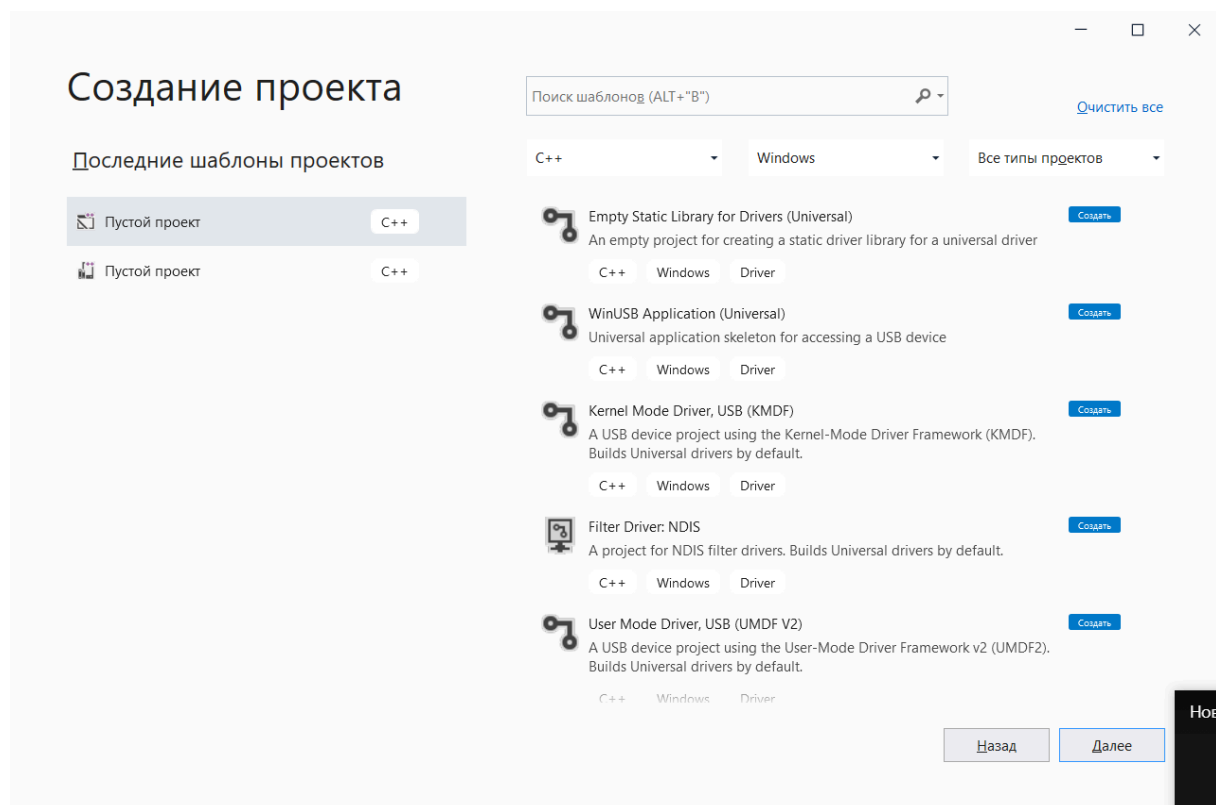 Создание проекта
Поиск шаблонов (ALT+"В")
Очистить все
Последние шаблоны проектов
C++
Windows
Все типы проектов
Пустой проект
C++
Пустой проект
C++
Empty Static Library for Drivers (Universal)
Создать
An empty project for creating a static driver library for a universal driver
C++ Windows Driver
WinUSB Application (Universal)
Создать
Universal application skeleton for accessing a USB device
C++ Windows Driver
Kernel Mode Driver, USB (KMDF)
Создать
A USB device project using the Kernel-Mode Driver Framework (KMDF).
Builds Universal drivers by default.
C++ Windows Driver
Filter Driver: NDIS
Создать
A project for NDIS filter drivers. Builds Universal drivers by default.
C++ Windows Driver
User Mode Driver, USB (UMDF V2)
Создать
A USB device project using the User-Mode Driver Framework v2 (UMDF2).
Builds Universal drivers by default.
C++ Windows Driver
Нов
Назад
Далее